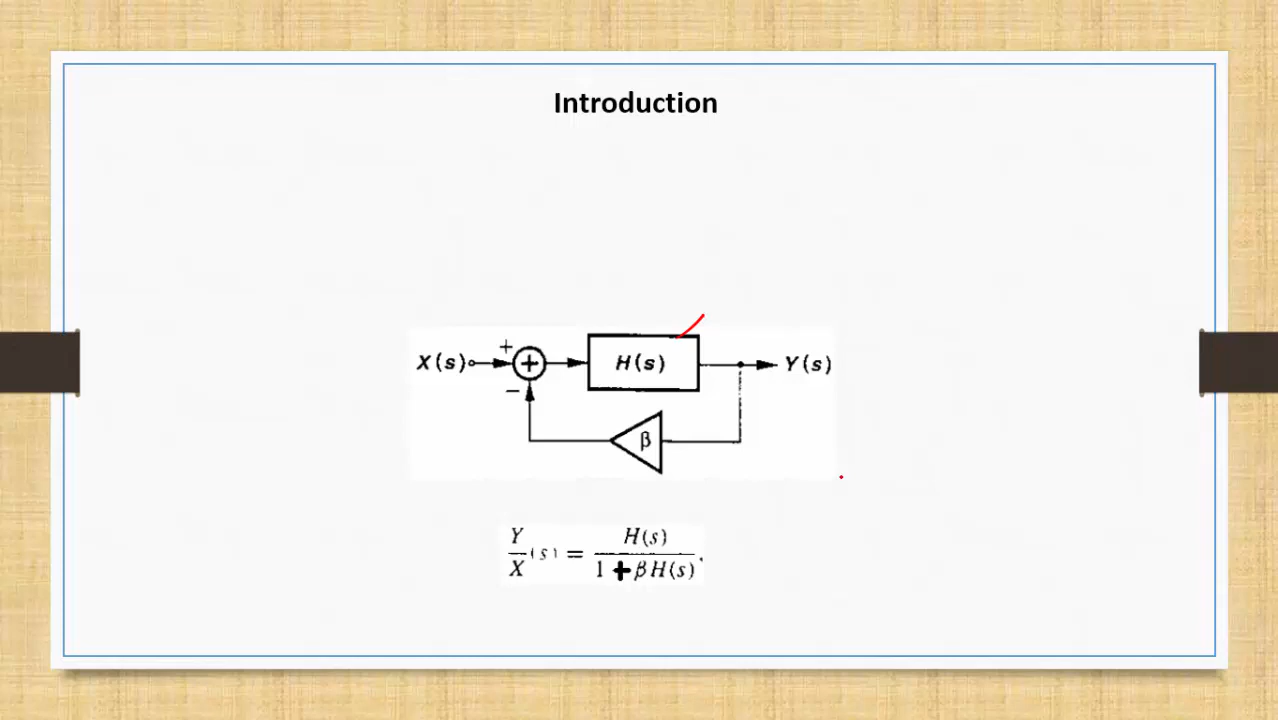 Introduction
X(s) + + H(s) Y(s)
−
β
Y/X (s) = H(s) / 1 + βH(s).